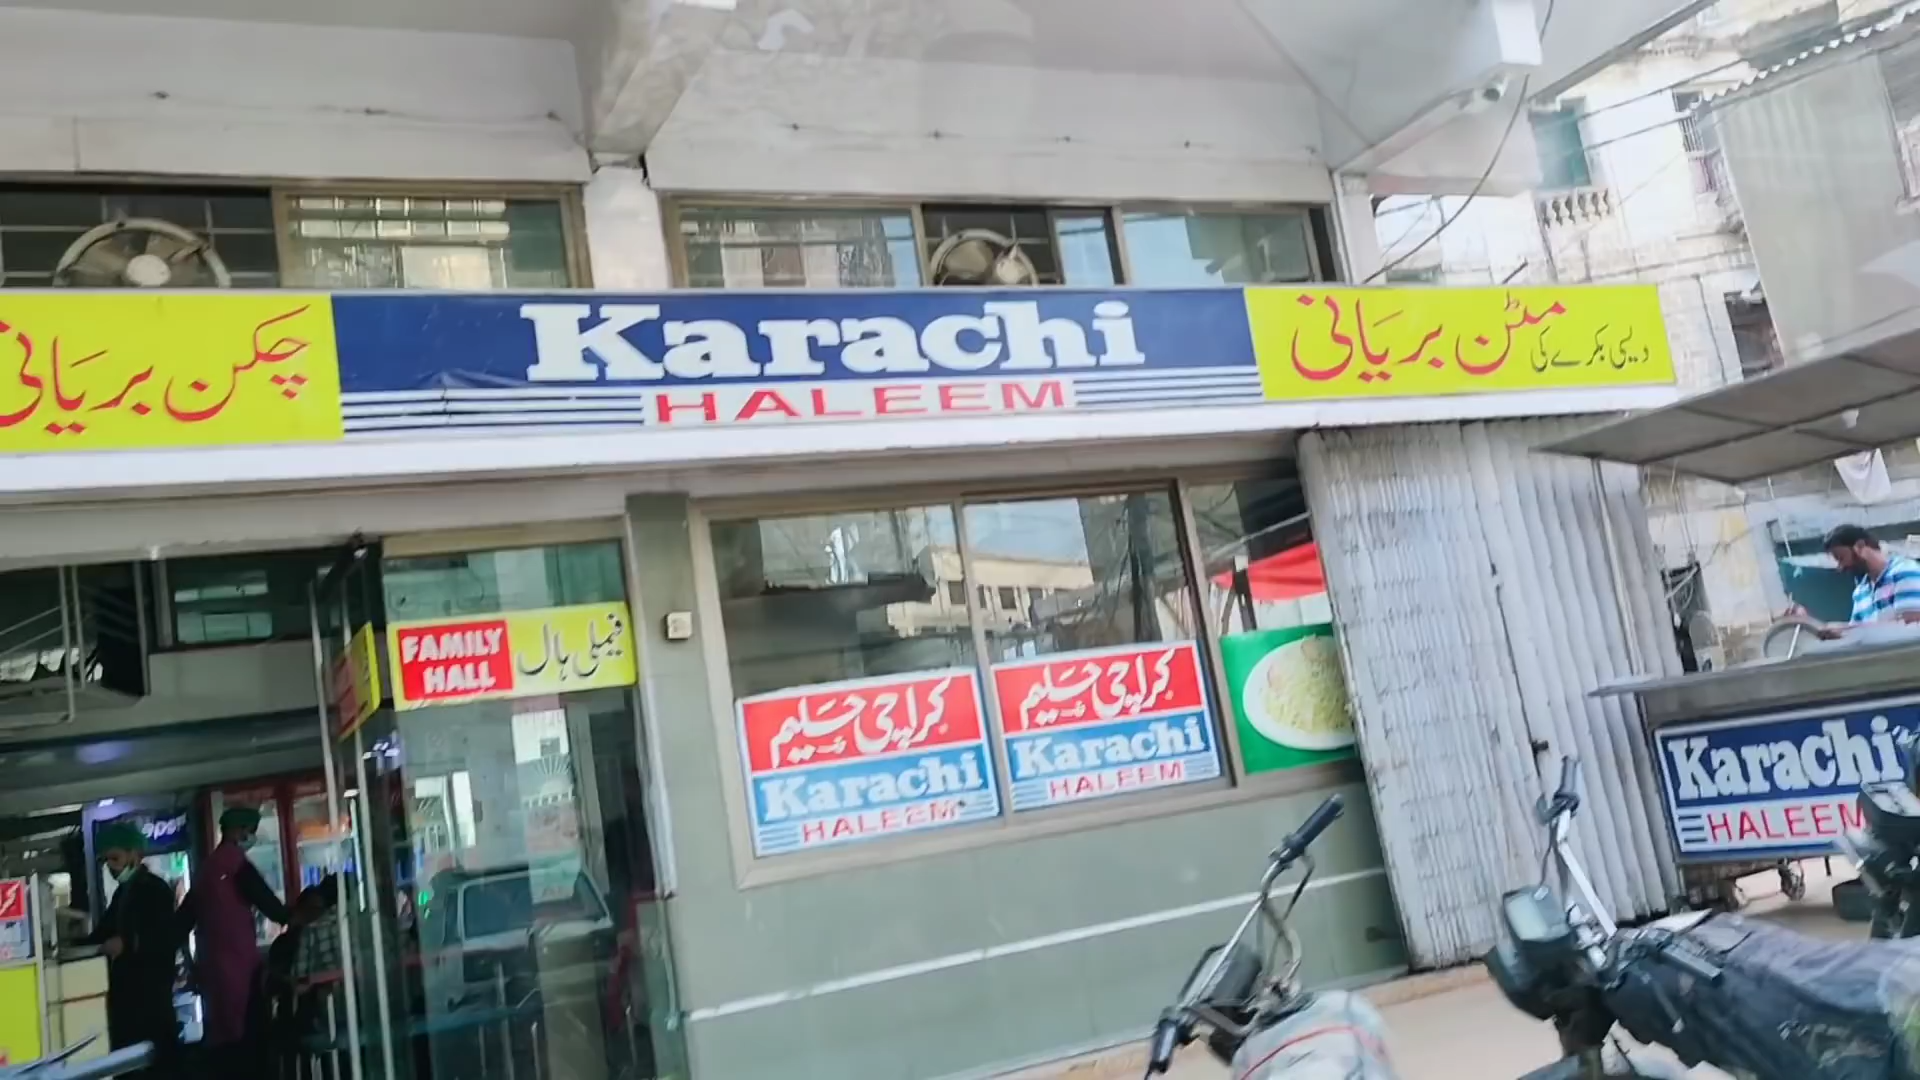 چکن بریانی
Karachi
HALEEM
دیسی بکرے کی مٹن بریانی
FAMILY
HALL
فیملی ہال
کراچی حلیم
Karachi
HALEEM
کراچی حلیم
Karachi
HALEEM
Karachi
HALEEM